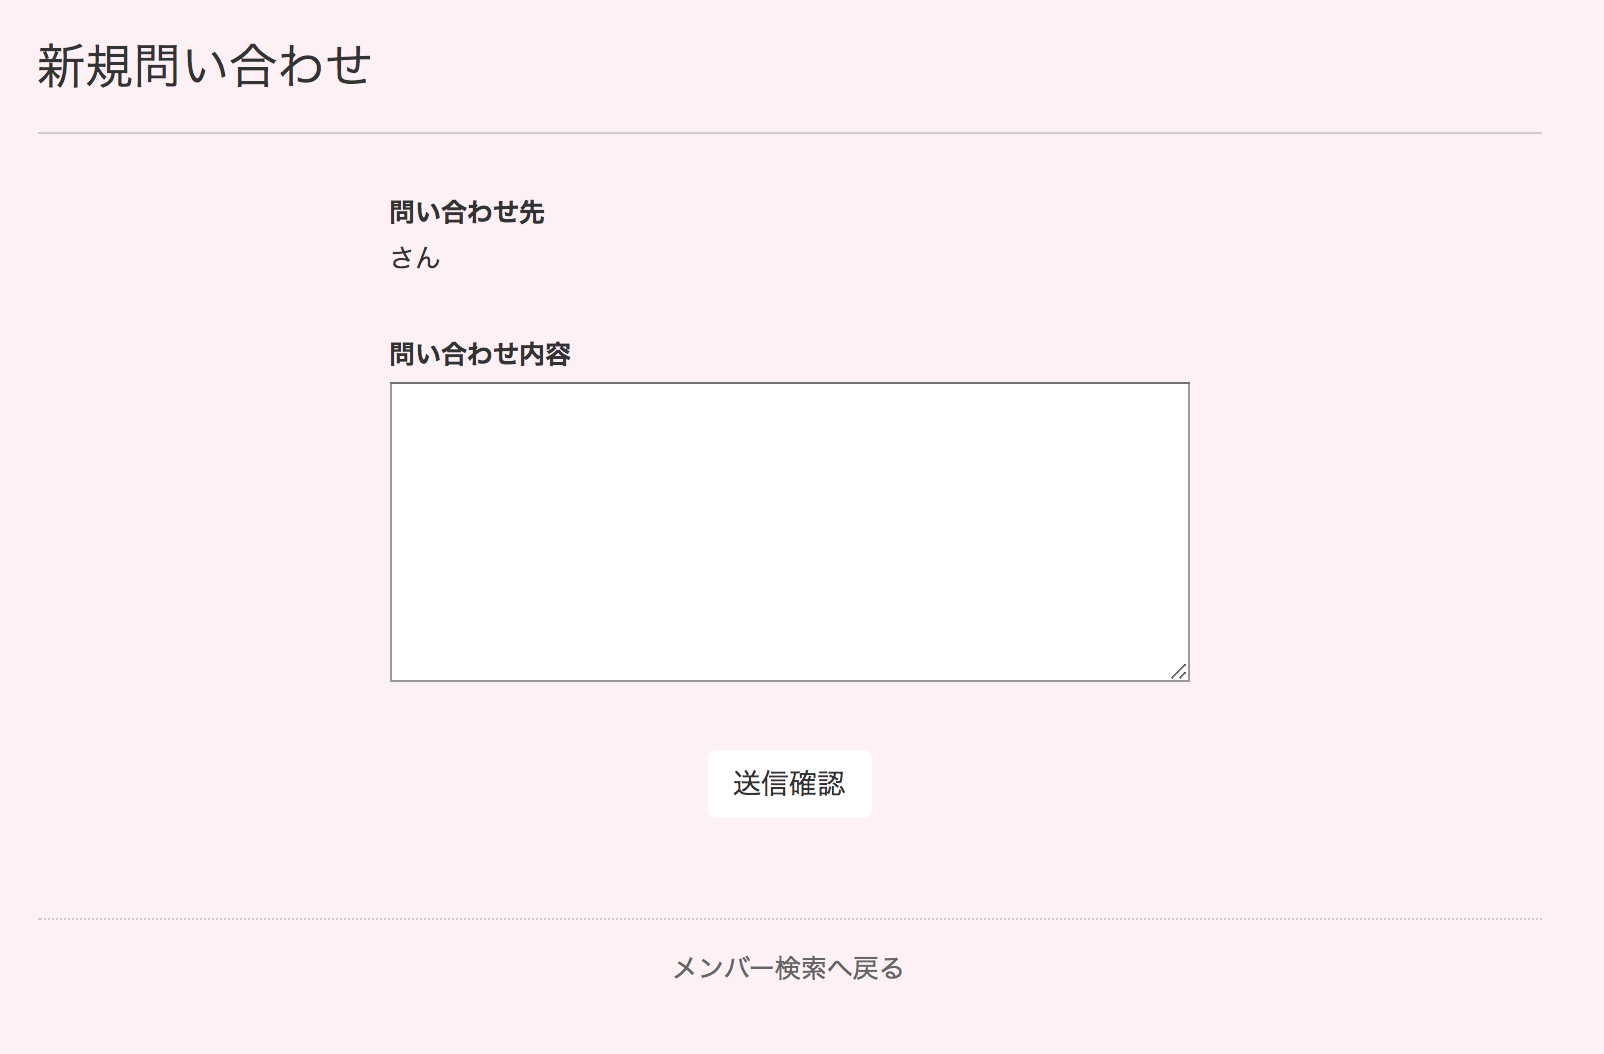 新規問い合わせ
問い合わせ先
さん
問い合わせ内容
送信確認
メンバー検索へ戻る